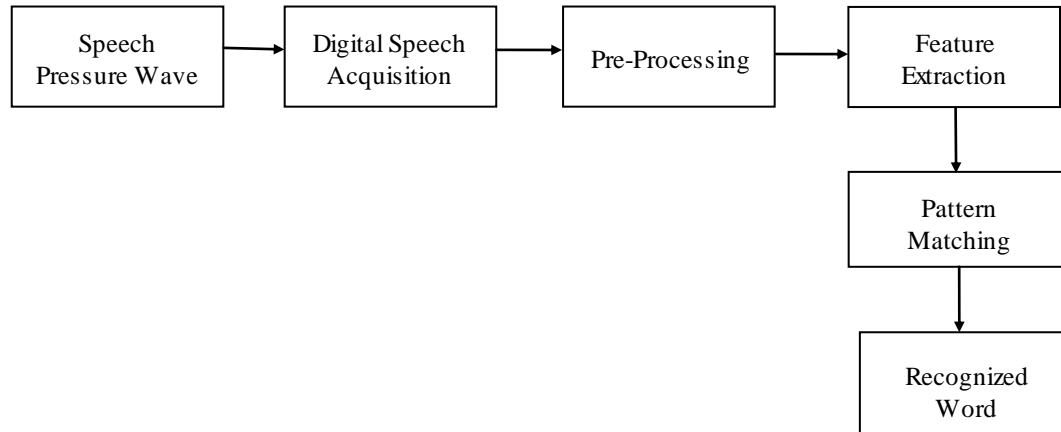 Speech
Pressure Wave
Digital Speech
Acquisition
Pre-Processing
Feature
Extraction
Pattern
Matching
Recognized
Word